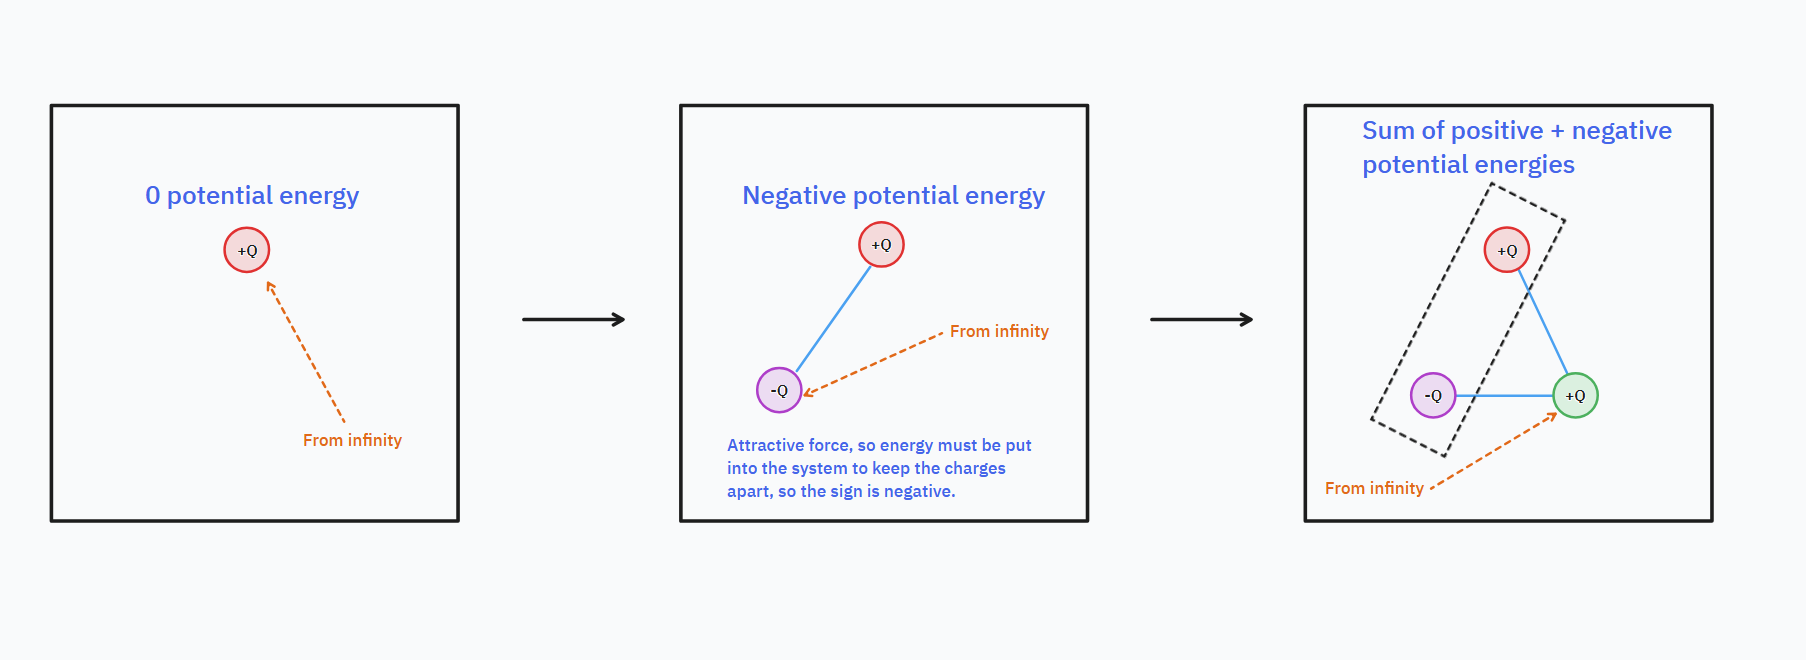 0 potential energy
+Q
From infinity
Negative potential energy
+Q
From infinity
-Q
Attractive force, so energy must be put
into the system to keep the charges
apart, so the sign is negative.
Sum of positive + negative
potential energies
+Q
-Q
+Q
From infinity